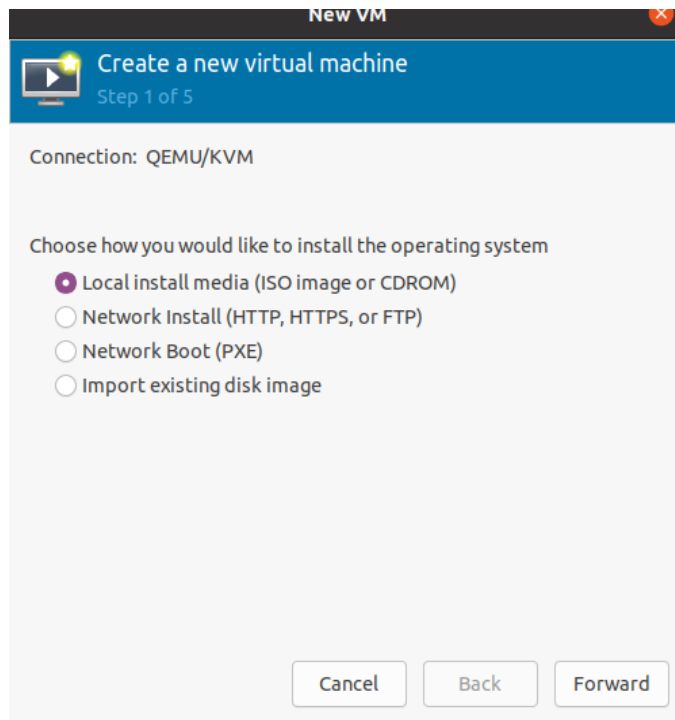 New VM
Create a new virtual machine
Step 1 of 5
Connection: QEMU/KVM
Choose how you would like to install the operating system
Local install media (ISO image or CDROM)
Network Install (HTTP, HTTPS, or FTP)
Network Boot (PXE)
Import existing disk image
Cancel Back Forward